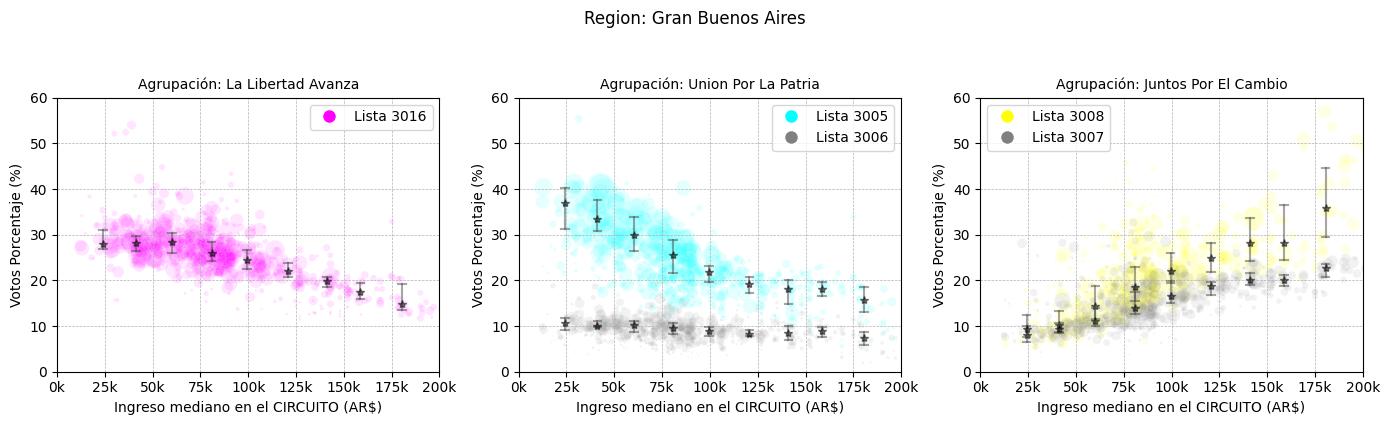 Region: Gran Buenos Aires
Agrupación: La Libertad Avanza
Lista 3016
60
50
40
30
20
10
0
Votos Porcentaje (%)
0k 25k 50k 75k 100k 125k 150k 175k 200k
Ingreso mediano en el CIRCUITO (AR$)
Agrupación: Union Por La Patria
Lista 3005
Lista 3006
60
50
40
30
20
10
0
Votos Porcentaje (%)
0k 25k 50k 75k 100k 125k 150k 175k 200k
Ingreso mediano en el CIRCUITO (AR$)
Agrupación: Juntos Por El Cambio
Lista 3008
Lista 3007
60
50
40
30
20
10
0
Votos Porcentaje (%)
0k 25k 50k 75k 100k 125k 150k 175k 200k
Ingreso mediano en el CIRCUITO (AR$)